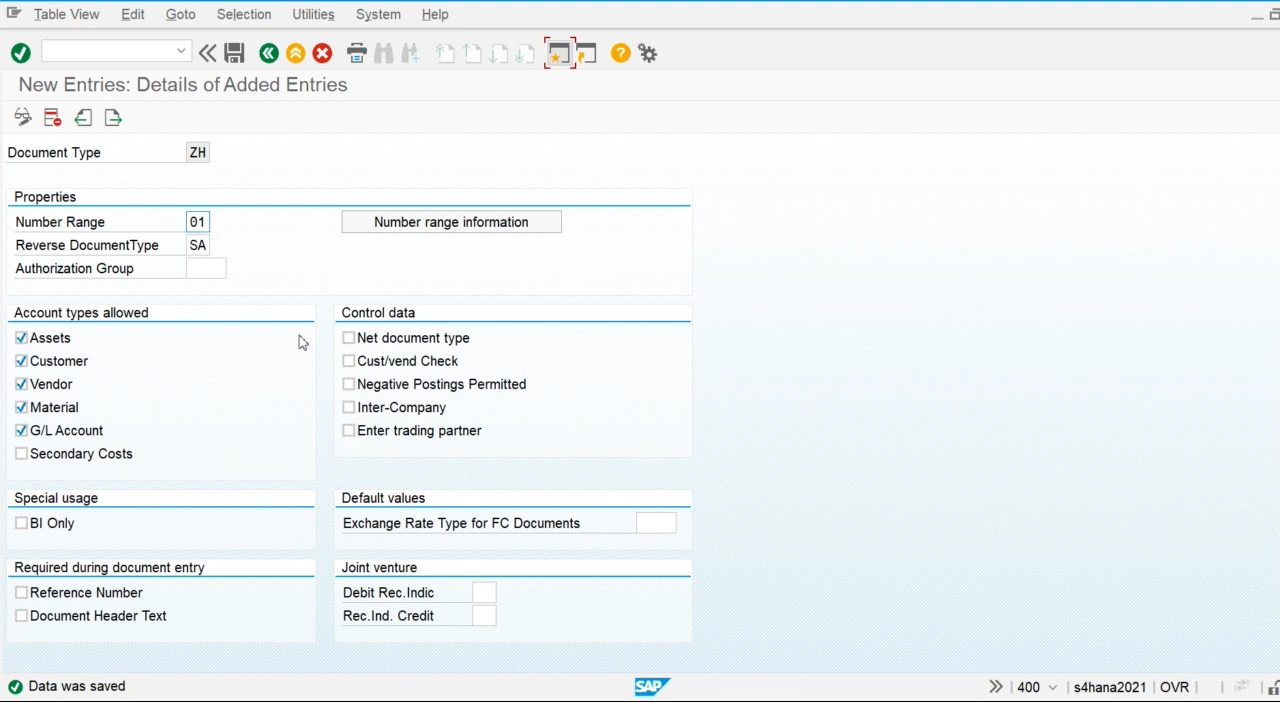 Table View Edit Goto Selection Utilities System Help
New Entries: Details of Added Entries
Document Type ZH
Properties
Number Range 01 Number range information
Reverse DocumentType SA
Authorization Group
Account types allowed Control data
Assets Net document type
Customer Cust/vend Check
Vendor Negative Postings Permitted
Material Inter-Company
G/L Account Enter trading partner
Secondary Costs
Special usage Default values
BI Only Exchange Rate Type for FC Documents
Required during document entry Joint venture
Reference Number Debit Rec.Indic
Document Header Text Rec.Ind. Credit
Data was saved SAP 400 s4hana2021 OVR